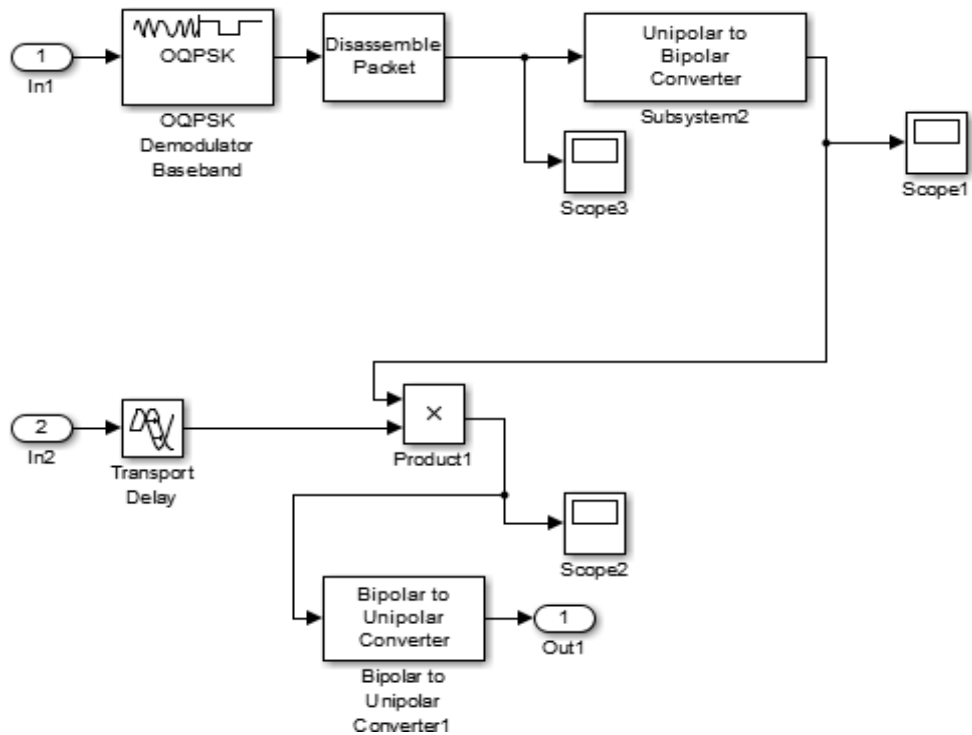 1
In1
OQPSK
OQPSK
Demodulator
Baseband
Disassemble
Packet
Unipolar to
Bipolar
Converter
Subsystem2
Scope3
Scope1
2
In2
Transport
Delay
×
Product1
Scope2
Bipolar to
Unipolar
Converter
Bipolar to
Unipolar
Converter1
1
Out1